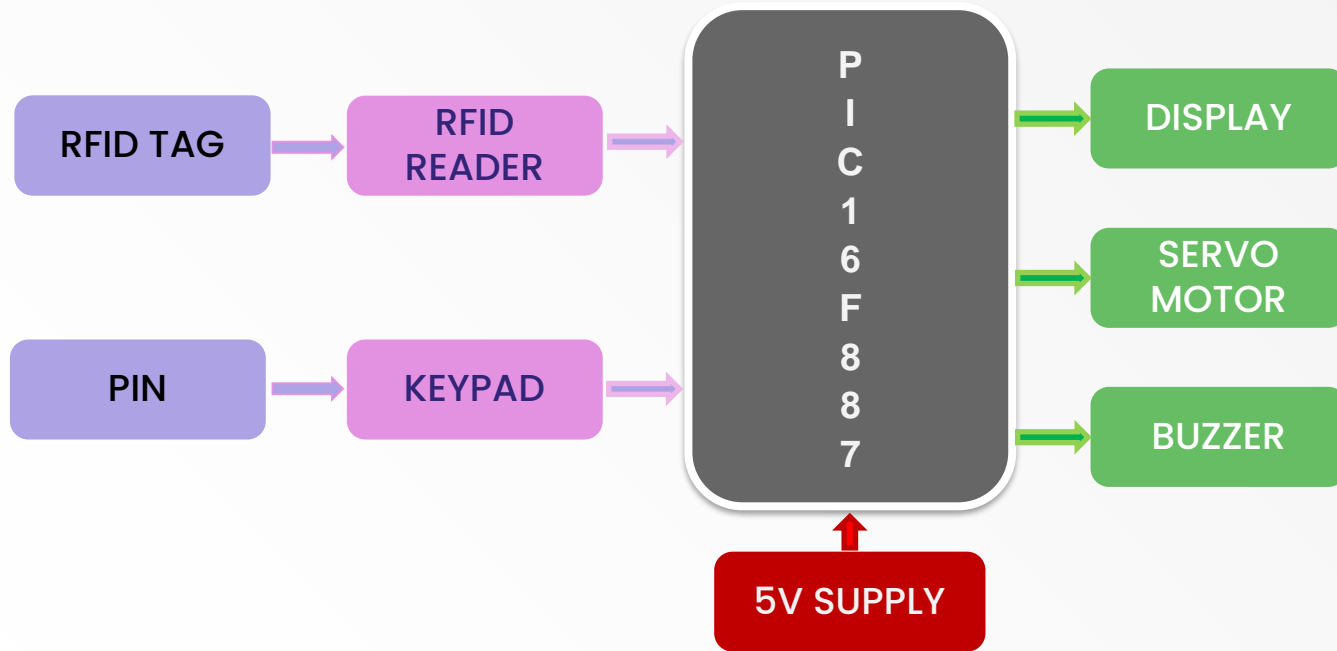 RFID TAG
RFID
READER
PIN
KEYPAD
P
I
C
1
6
F
8
8
7
DISPLAY
SERVO
MOTOR
BUZZER
5V SUPPLY